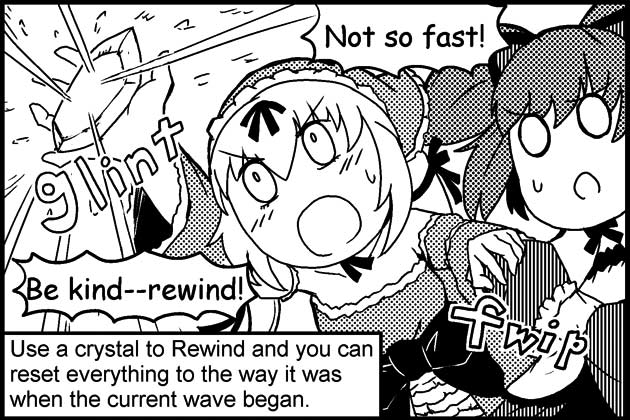 Not so fast!
glint
Be kind--rewind!
fwip
Use a crystal to Rewind and you can
reset everything to the way it was
when the current wave began.